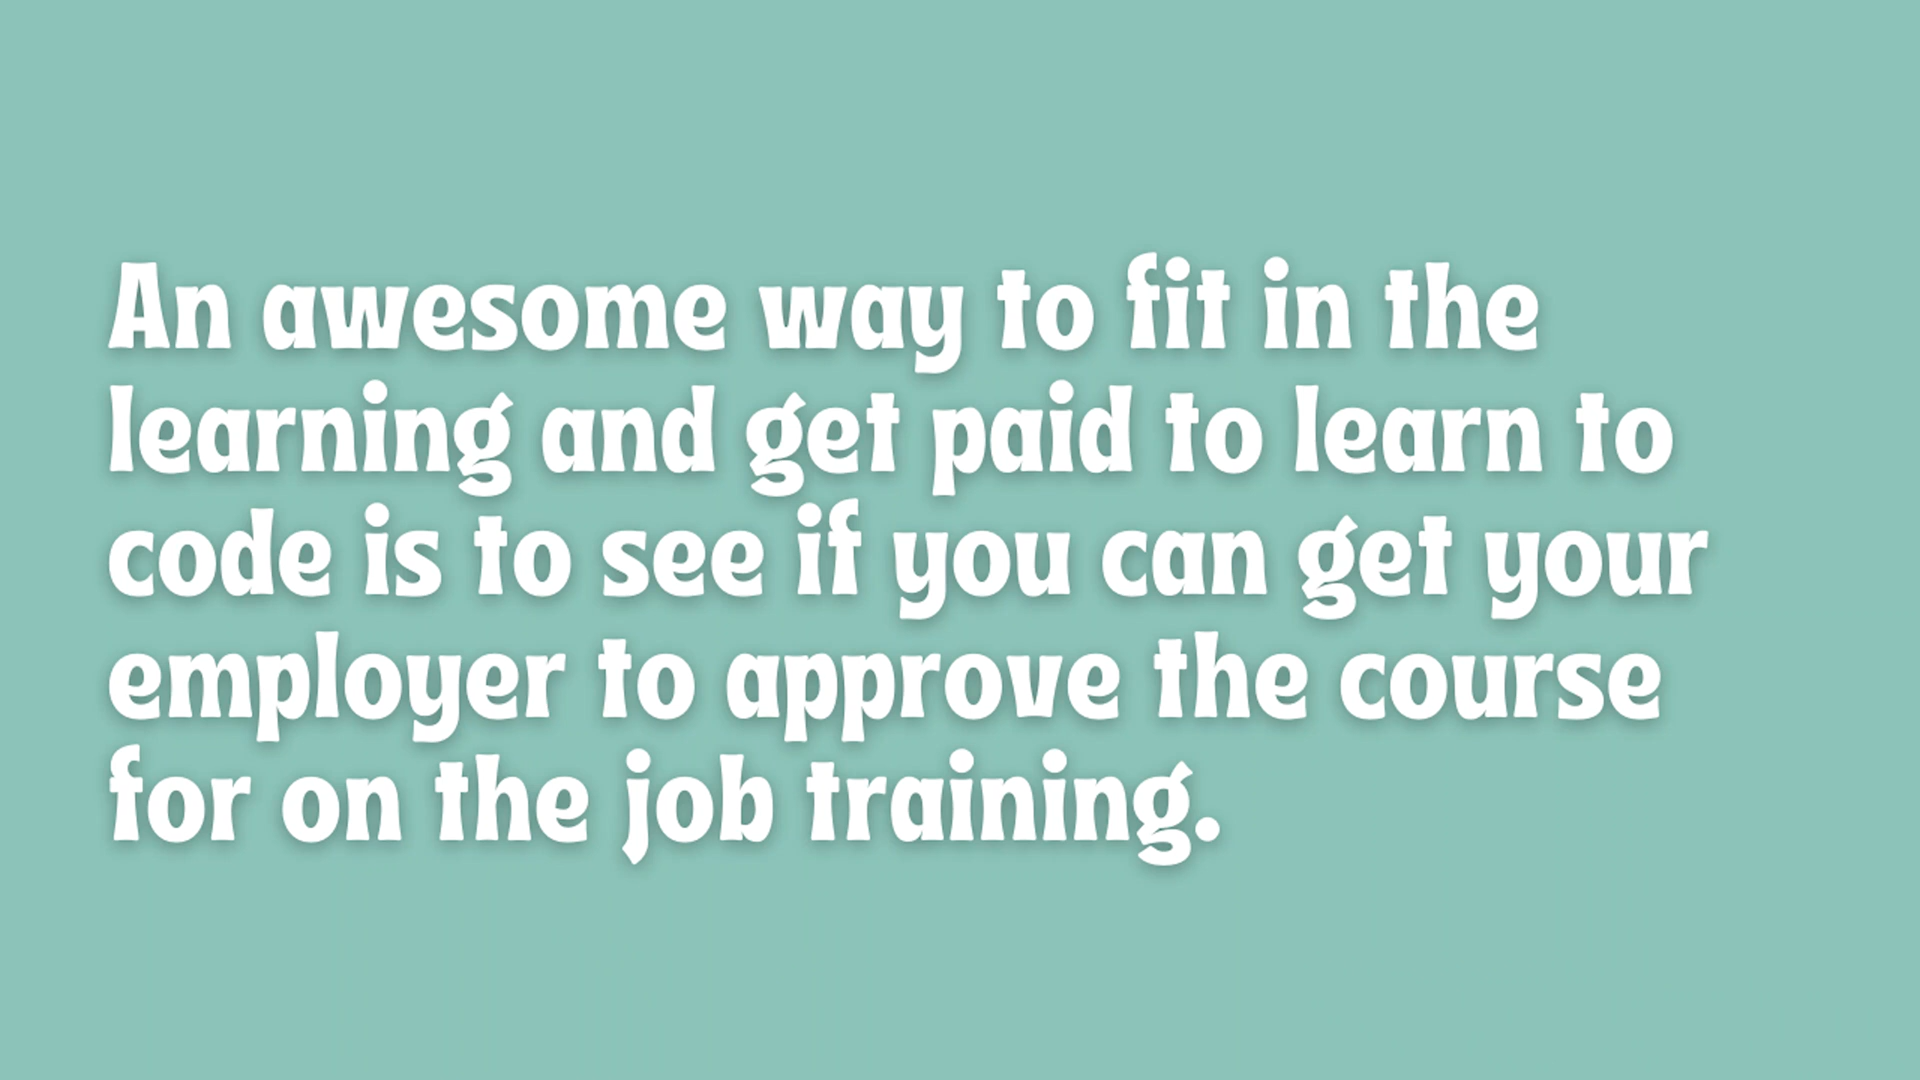 An awesome way to fit in the
learning and get paid to learn to
code is to see if you can get your
employer to approve the course
for on the job training.